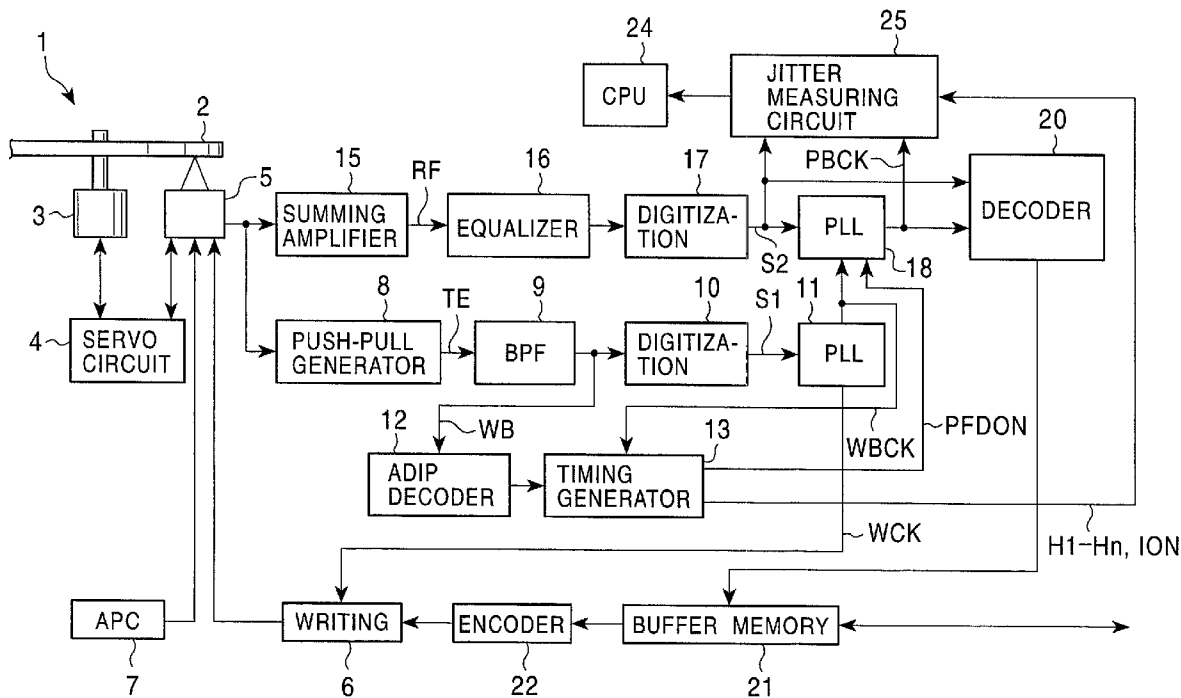 1
24
25
CPU
JITTER
MEASURING
CIRCUIT
2
20
PBCK
5
15
RF
16
17
3
SUMMING
AMPLIFIER
EQUALIZER
DIGITIZA-
TION
PLL
DECODER
S2
18
8
TE
9
10
S1
11
4
SERVO
CIRCUIT
PUSH-PULL
GENERATOR
BPF
DIGITIZA-
TION
PLL
12
WB
13
WBCK
PFDON
ADIP
DECODER
TIMING
GENERATOR
WCK
H1-Hn, ION
APC
WRITING
ENCODER
BUFFER MEMORY
7
6
22
21